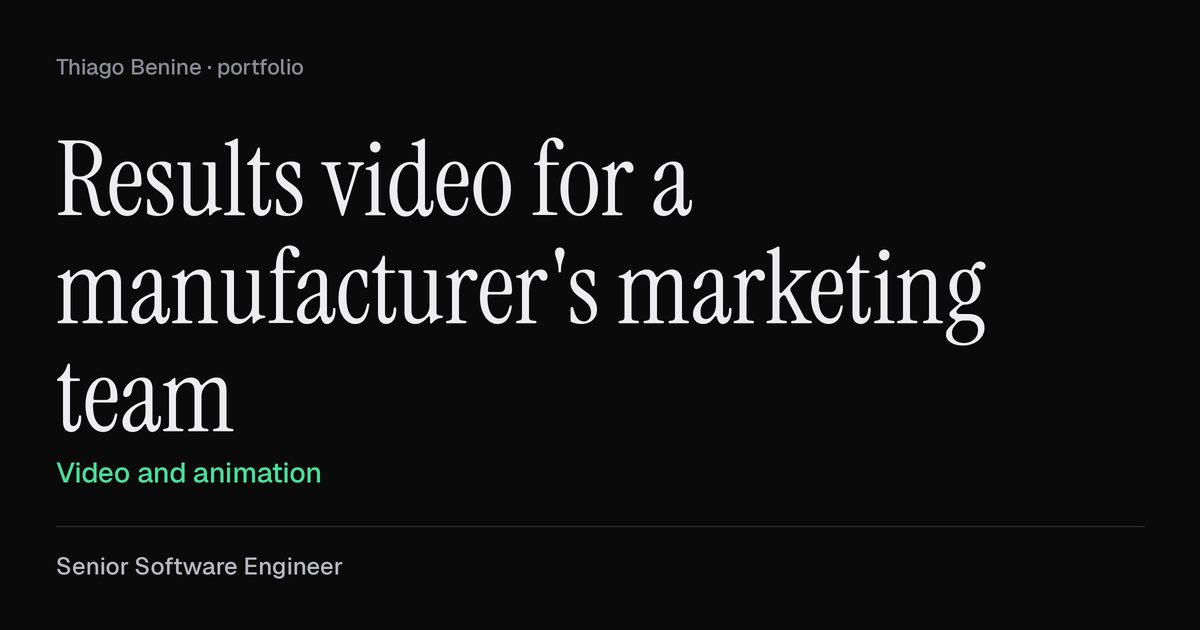 Thiago Benine · portfolio
Results video for a
manufacturer's marketing
team
Video and animation
Senior Software Engineer